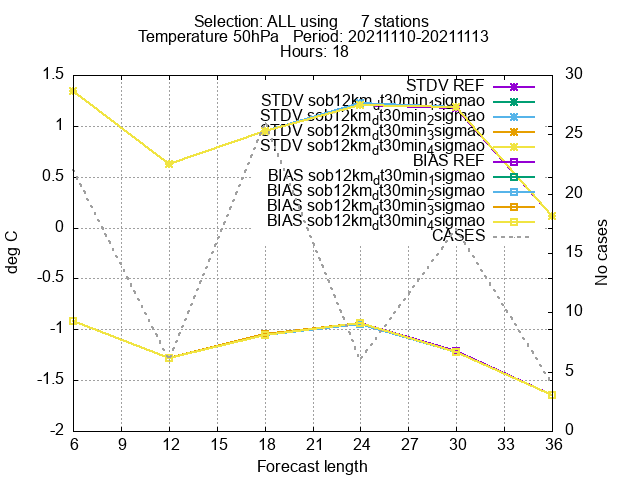 Selection: ALL using 7 stations
Temperature 50hPa Period: 20211110-20211113
Hours: 18
STDV REF
STDV sob12km_dt30min_1sigmao
STDV sob12km_dt30min_2sigmao
STDV sob12km_dt30min_3sigmao
STDV sob12km_dt30min_4sigmao
BIAS REF
BIAS sob12km_dt30min_1sigmao
BIAS sob12km_dt30min_2sigmao
BIAS sob12km_dt30min_3sigmao
BIAS sob12km_dt30min_4sigmao
CASES
1.5
1
0.5
0
-0.5
-1
-1.5
-2
deg C
30
25
20
15
10
5
0
No cases
6 9 12 15 18 21 24 27 30 33 36
Forecast length